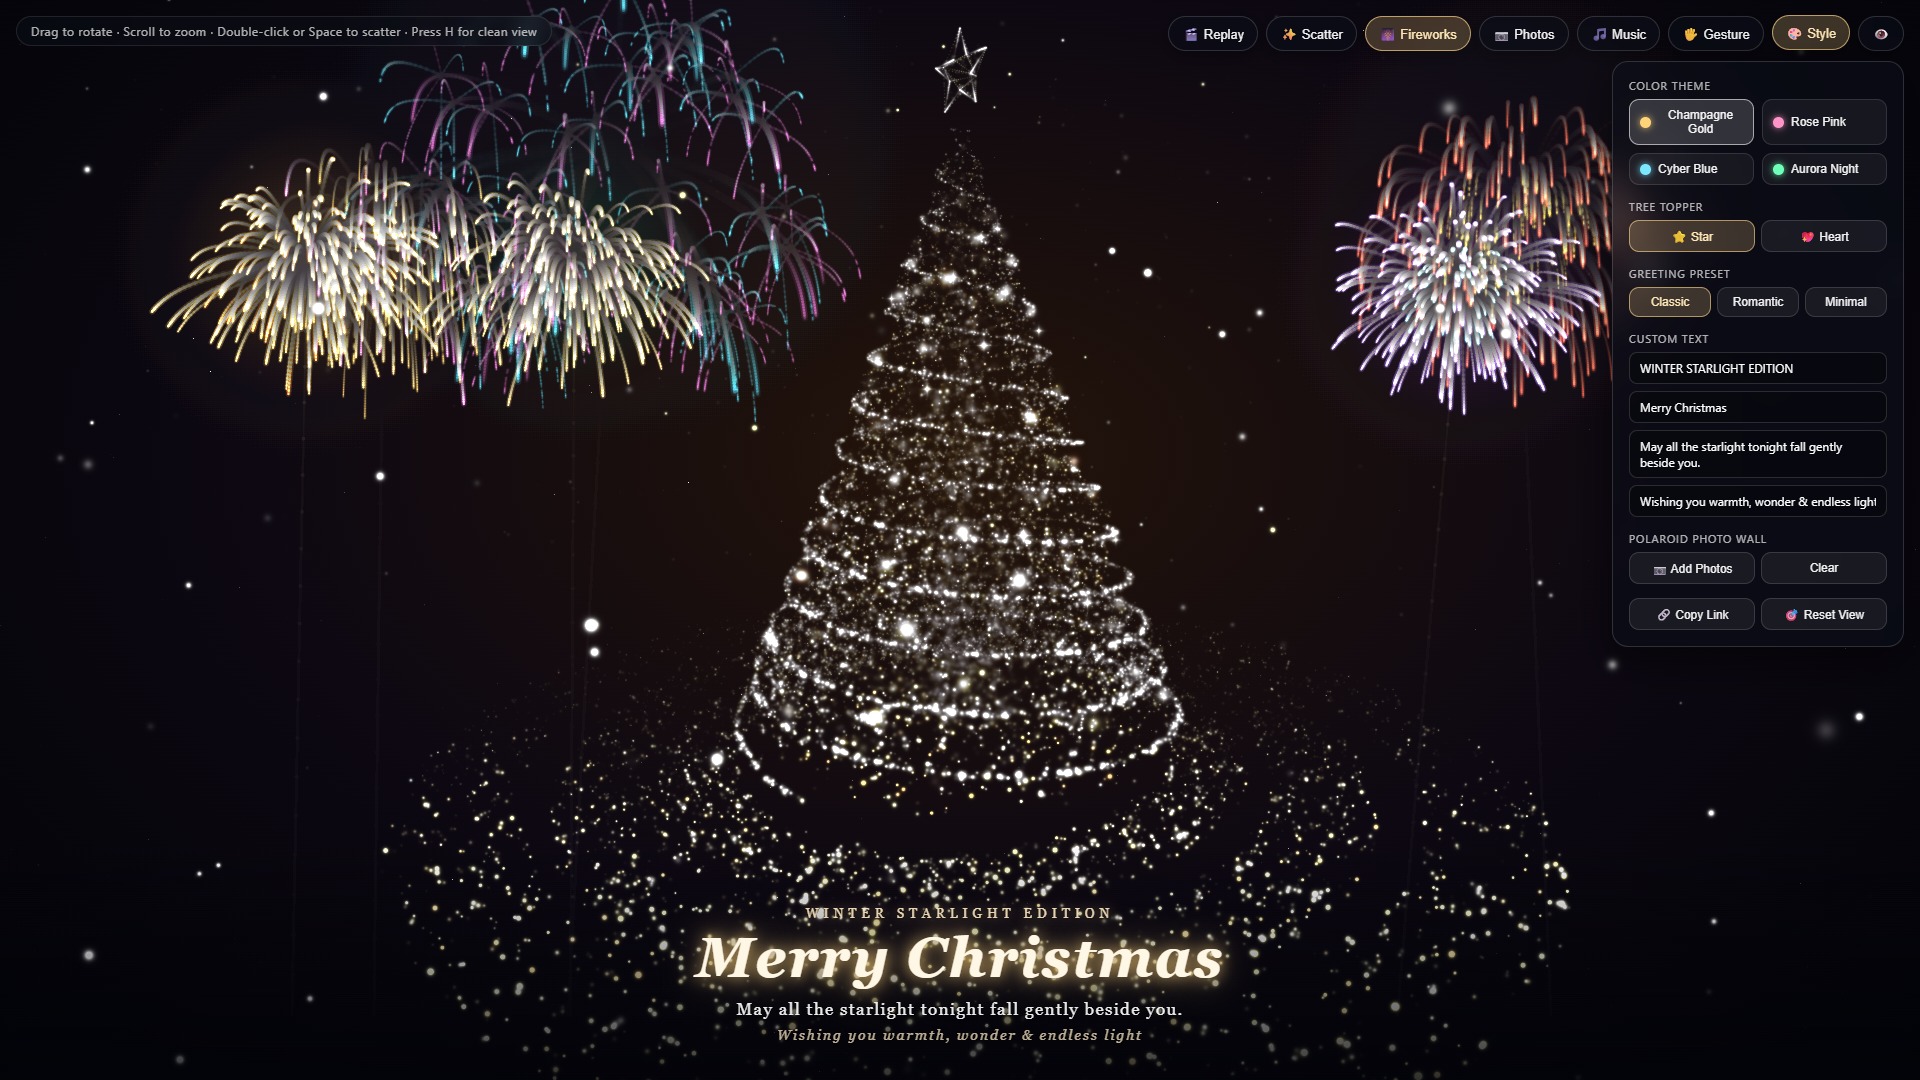 Drag to rotate · Scroll to zoom · Double-click or Space to scatter · Press H for clean view
Replay
Scatter
Fireworks
Photos
Music
Gesture
Style
COLOR THEME
Champagne
Gold
Rose Pink
Cyber Blue
Aurora Night
TREE TOPPER
Star
Heart
GREETING PRESET
Classic
Romantic
Minimal
CUSTOM TEXT
WINTER STARLIGHT EDITION
Merry Christmas
May all the starlight tonight fall gently
beside you.
Wishing you warmth, wonder & endless light
POLAROID PHOTO WALL
Add Photos
Clear
Copy Link
Reset View
WINTER STARLIGHT EDITION
Merry Christmas
May all the starlight tonight fall gently beside you.
Wishing you warmth, wonder & endless light